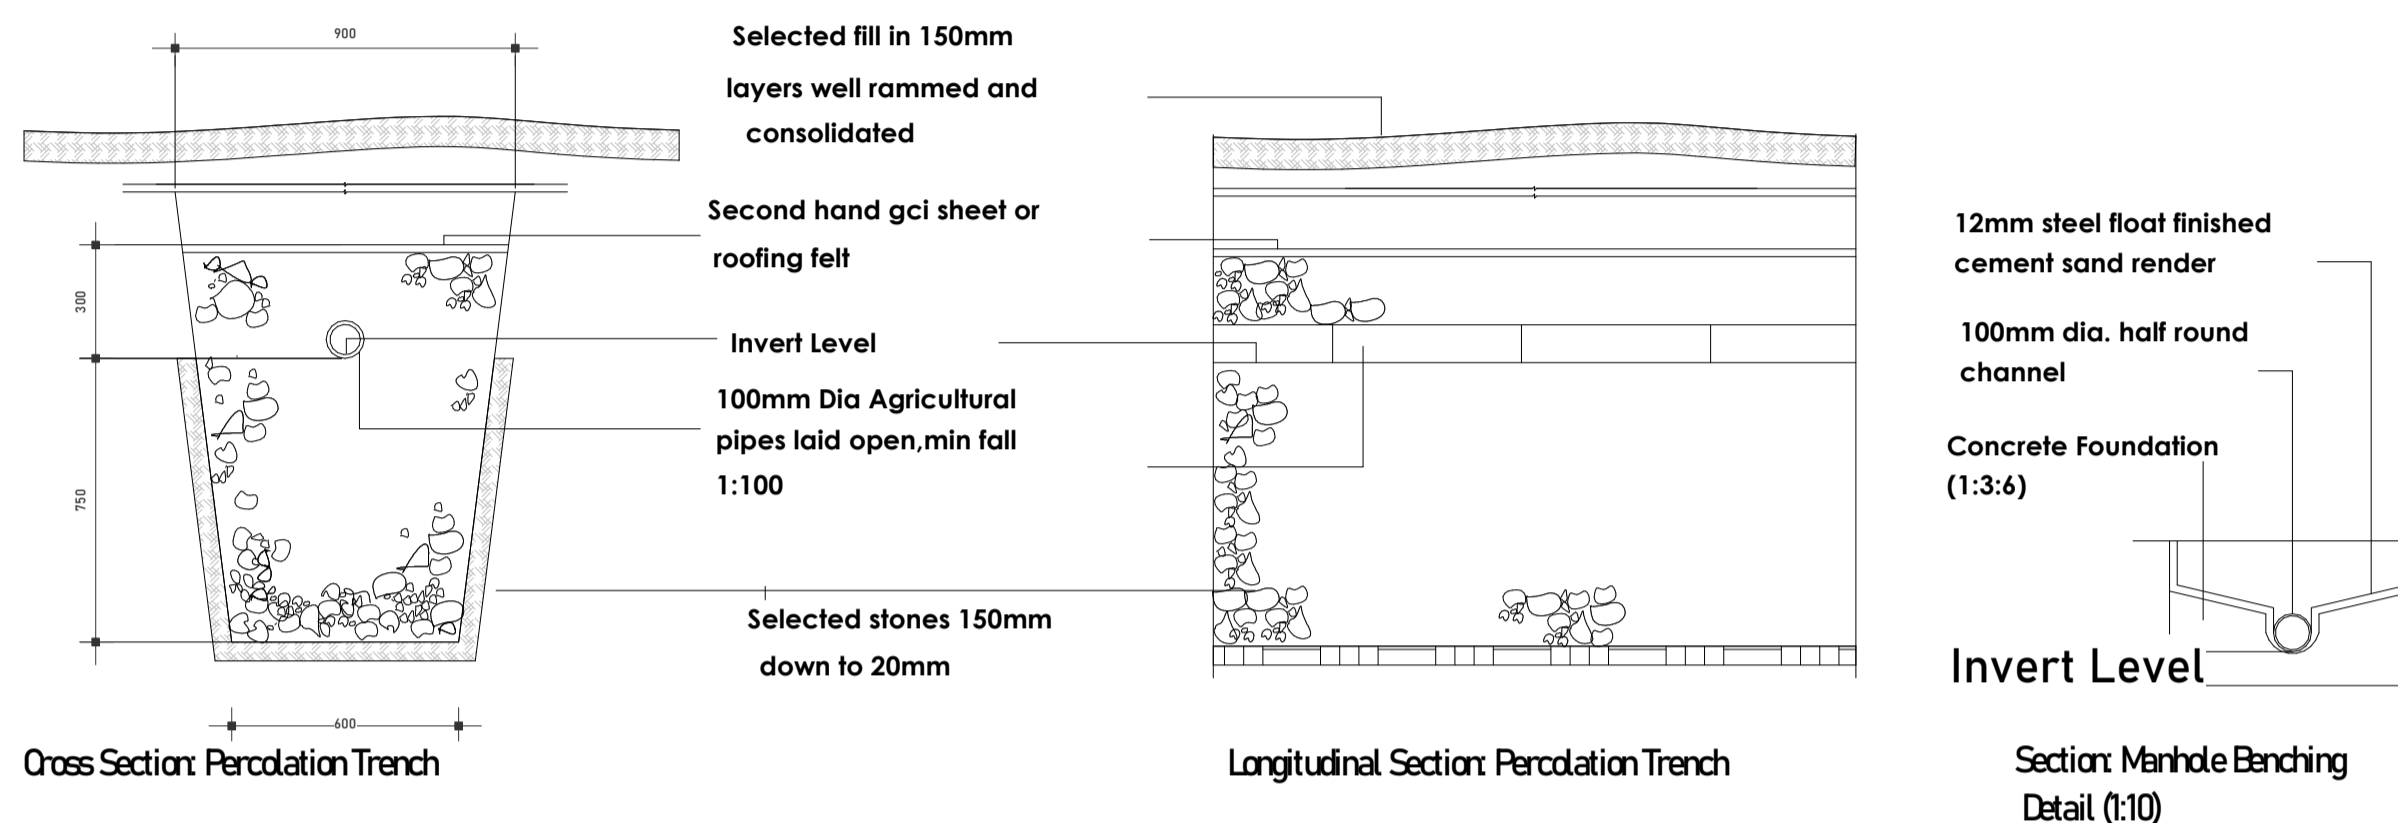 900
300
750
600
Selected fill in 150mm
layers well rammed and
consolidated
Second hand gci sheet or
roofing felt
Invert Level
100mm Dia Agricultural
pipes laid open,min fall
1:100
Selected stones 150mm
down to 20mm
Cross Section: Percolation Trench
Longitudinal Section: Percolation Trench
12mm steel float finished
cement sand render
100mm dia. half round
channel
Concrete Foundation
(1:3:6)
Invert Level
Section: Manhole Benching
Detail (1:10)